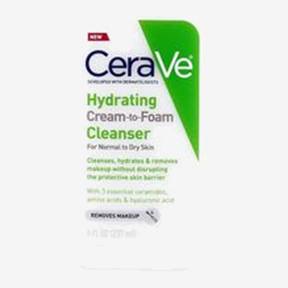 NEW
CeraVe
DEVELOPED WITH DERMATOLOGISTS
Hydrating
Cream-to-Foam
Cleanser
For Normal to Dry Skin
Cleanses, hydrates & removes
makeup without disrupting
the protective skin barrier
With 3 essential ceramides,
amino acids & hyaluronic acid
REMOVES MAKEUP